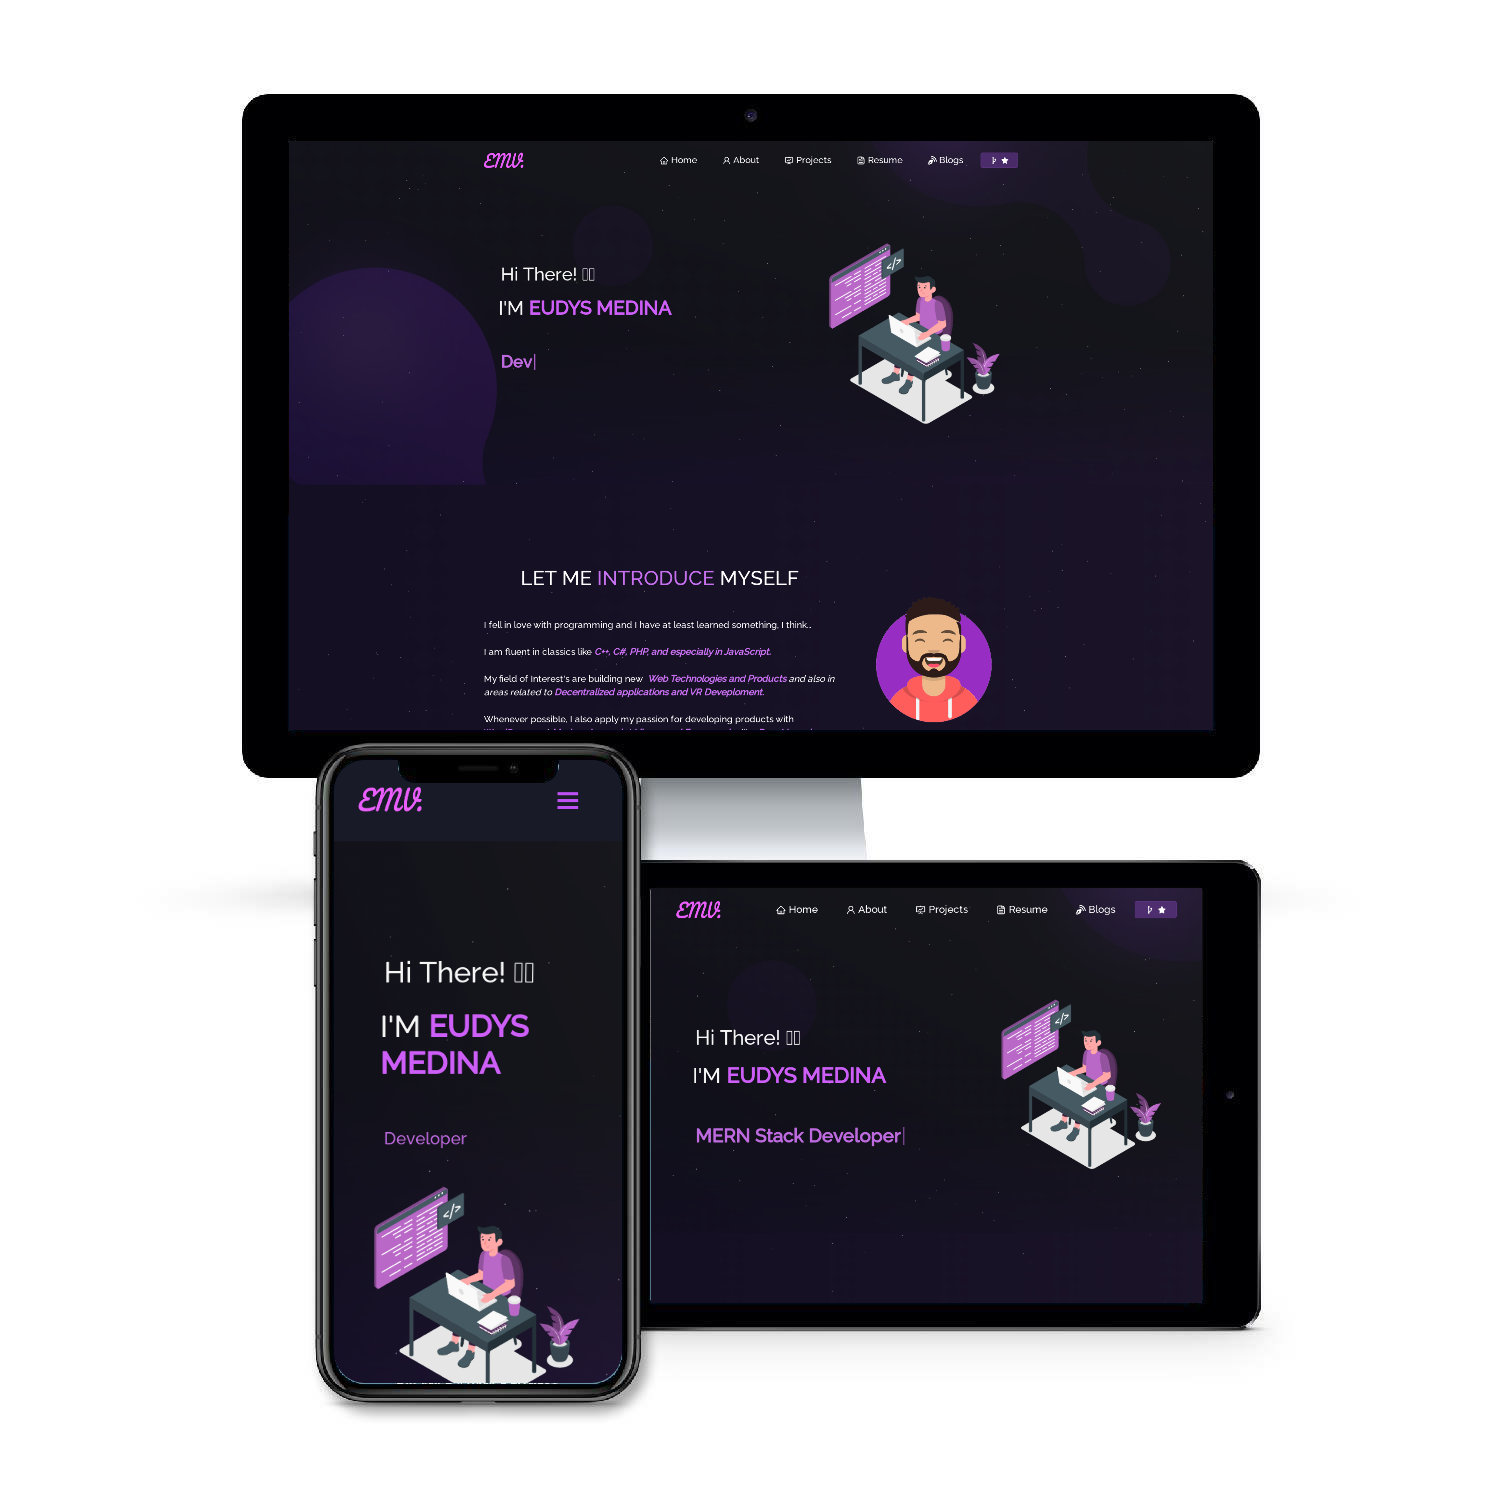 EMV.
Home About Projects Resume Blogs
Hi There!
I'M EUDYS MEDINA
Dev|
</>
LET ME INTRODUCE MYSELF
I fell in love with programming and I have at least learned something, I think…
I am fluent in classics like C++, C#, PHP, and especially in JavaScript.
My field of Interest's are building new Web Technologies and Products and also in
areas related to Decentralized applications and VR Deveploment.
Whenever possible, I also apply my passion for developing products with
EMV.
Hi There!
I'M EUDYS
MEDINA
Developer
</>
EMV.
Home About Projects Resume Blogs
Hi There!
I'M EUDYS MEDINA
MERN Stack Developer|
</>